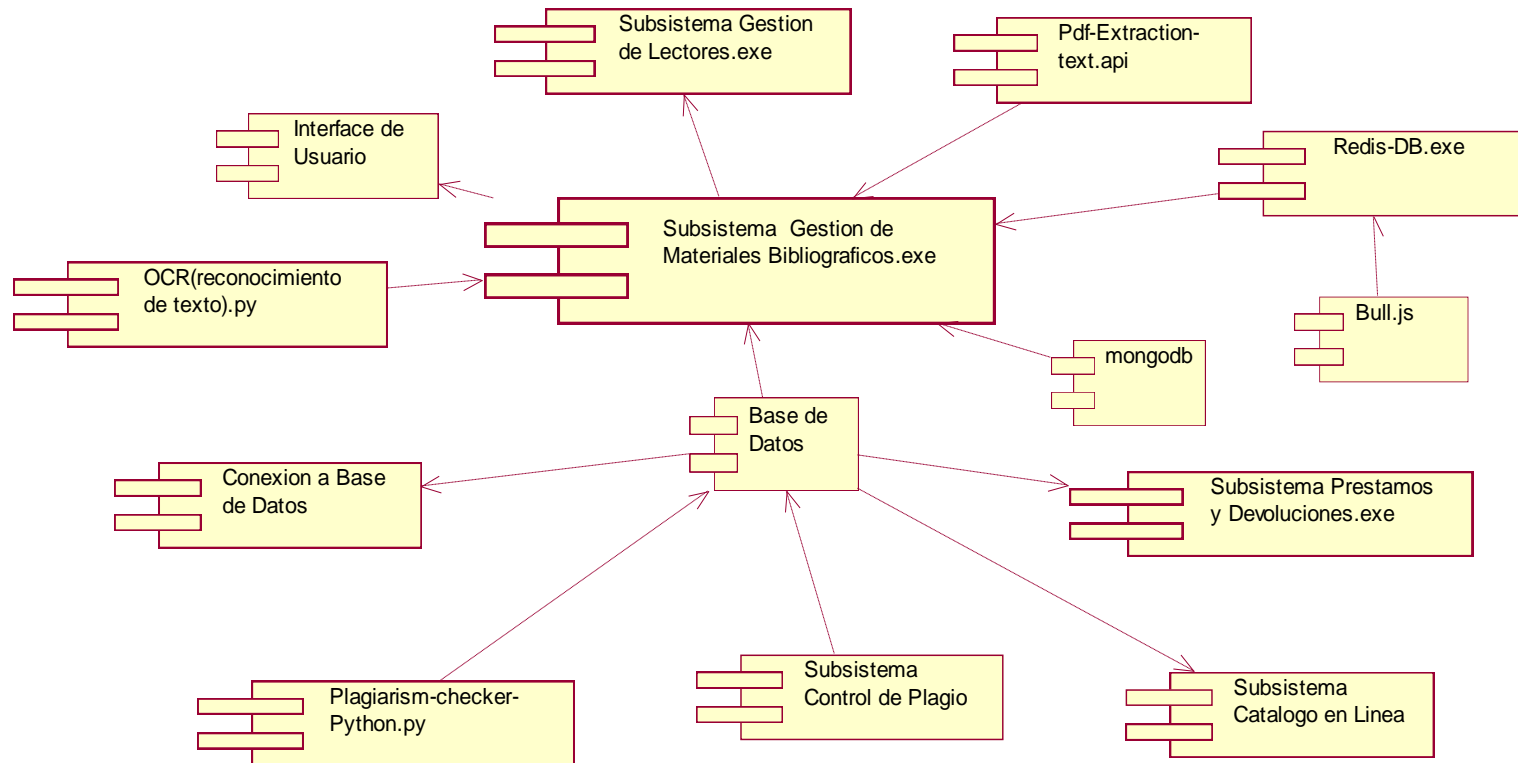 Subsistema Gestion
de Lectores.exe
Pdf-Extraction-
text.api
Interface de
Usuario
Redis-DB.exe
Subsistema  Gestion de
Materiales Bibliograficos.exe
OCR(reconocimiento
de texto).py
Bull.js
mongodb
Base de
Datos
Conexion a Base
de Datos
Subsistema Prestamos
y Devoluciones.exe
Plagiarism-checker-
Python.py
Subsistema
Control de Plagio
Subsistema
Catalogo en Linea